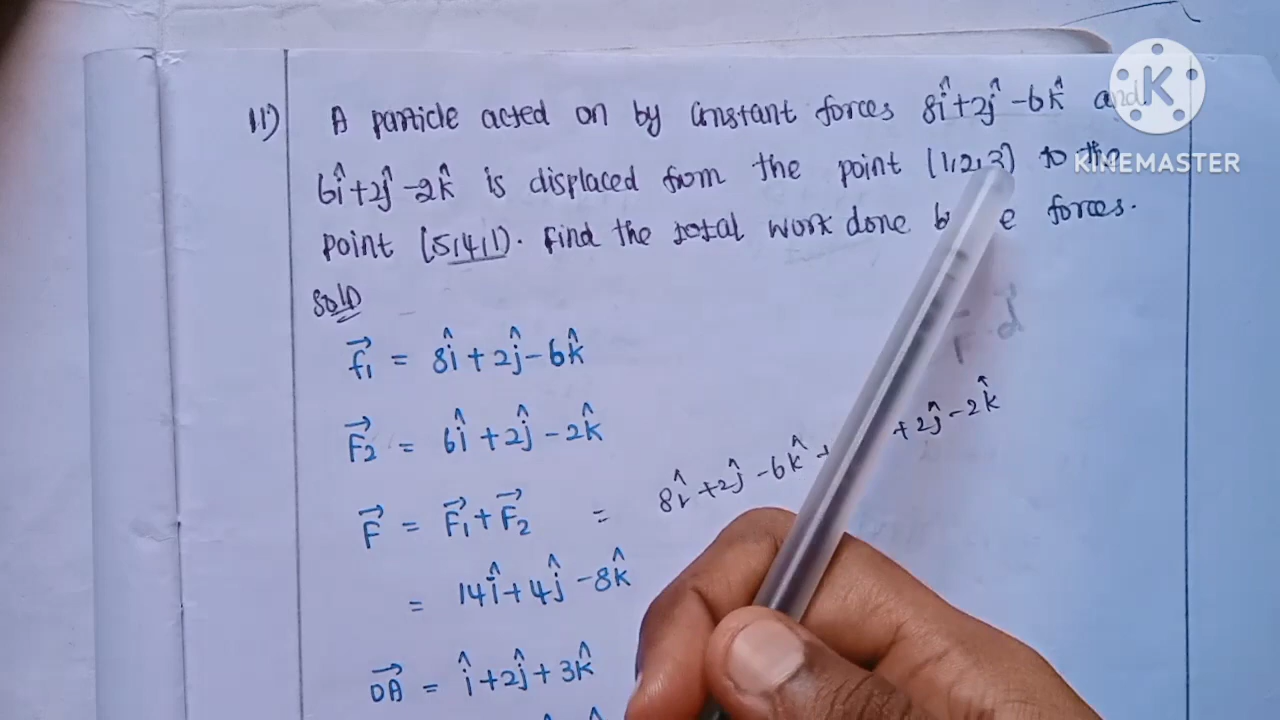 11) A particle acted on by constant forces 8î+2ĵ-6k̂ and
6î+2ĵ-2k̂ is displaced from the point (1,2,3) to the
point (5,4,1). Find the total work done b e forces.
Soln
F⃗1 = 8î+2ĵ-6k̂
F⃗2 = 6î+2ĵ-2k̂
F⃗ = F⃗1+F⃗2 = 8î+2ĵ-6k̂ + +2ĵ-2k̂
= 14î+4ĵ-8k̂
OA⃗ = î+2ĵ+3k̂
K
KINEMASTER